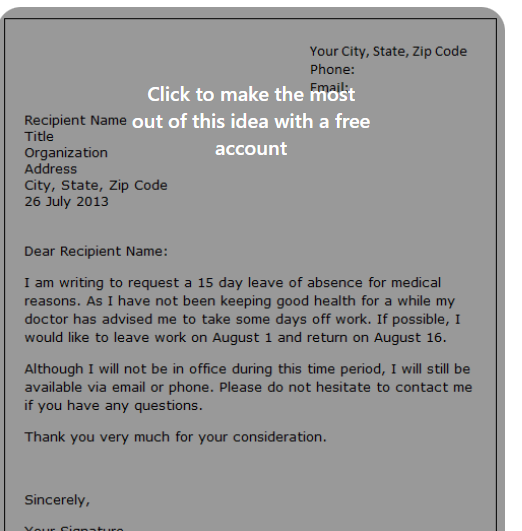 Your City, State, Zip Code
Phone:
Email:
Click to make the most
out of this idea with a free
account
Recipient Name
Title
Organization
Address
City, State, Zip Code
26 July 2013
Dear Recipient Name:
I am writing to request a 15 day leave of absence for medical
reasons. As I have not been keeping good health for a while my
doctor has advised me to take some days off work. If possible, I
would like to leave work on August 1 and return on August 16.
Although I will not be in office during this time period, I will still be
available via email or phone. Please do not hesitate to contact me
if you have any questions.
Thank you very much for your consideration.
Sincerely,
Your Signature